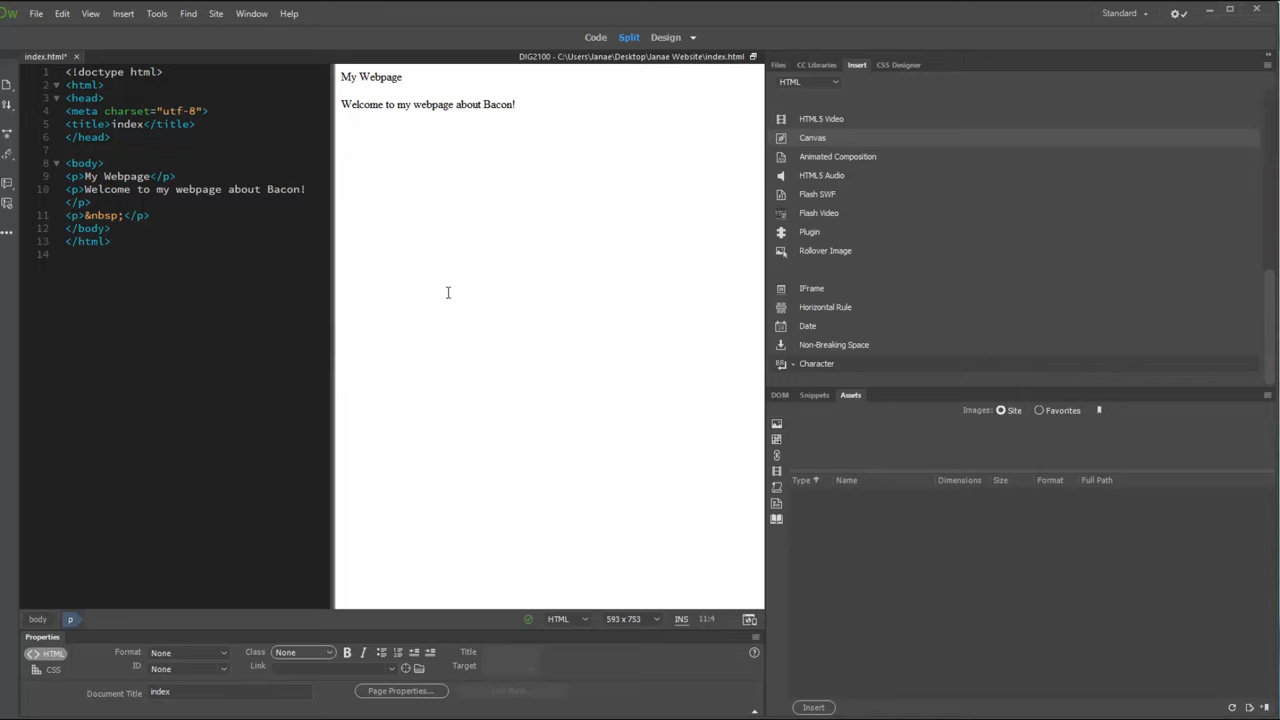 Dw File Edit View Insert Tools Find Site Window Help Standard
Code Split Design
index.html* DIG2100 - C:\Users\Janae\Desktop\Janae Website\index.html
1 <!doctype html>
2 <html>
3 <head>
4 <meta charset="utf-8">
5 <title>index</title>
6 </head>
7
8 <body>
9 <p>My Webpage</p>
10 <p>Welcome to my webpage about Bacon!
</p>
11 <p>&nbsp;</p>
12 </body>
13 </html>
14
My Webpage
Welcome to my webpage about Bacon!
Files CC Libraries Insert CSS Designer
HTML
HTML5 Video
Canvas
Animated Composition
HTML5 Audio
Flash SWF
Flash Video
Plugin
Rollover Image
IFrame
Horizontal Rule
Date
Non-Breaking Space
Character
DOM Snippets Assets
Images: Site Favorites
Type Name Dimensions Size Format Full Path
Insert
body p HTML 593 x 753 INS 11:4
Properties
HTML Format None Class None B I Title
CSS ID None Link Target
Document Title index Page Properties...